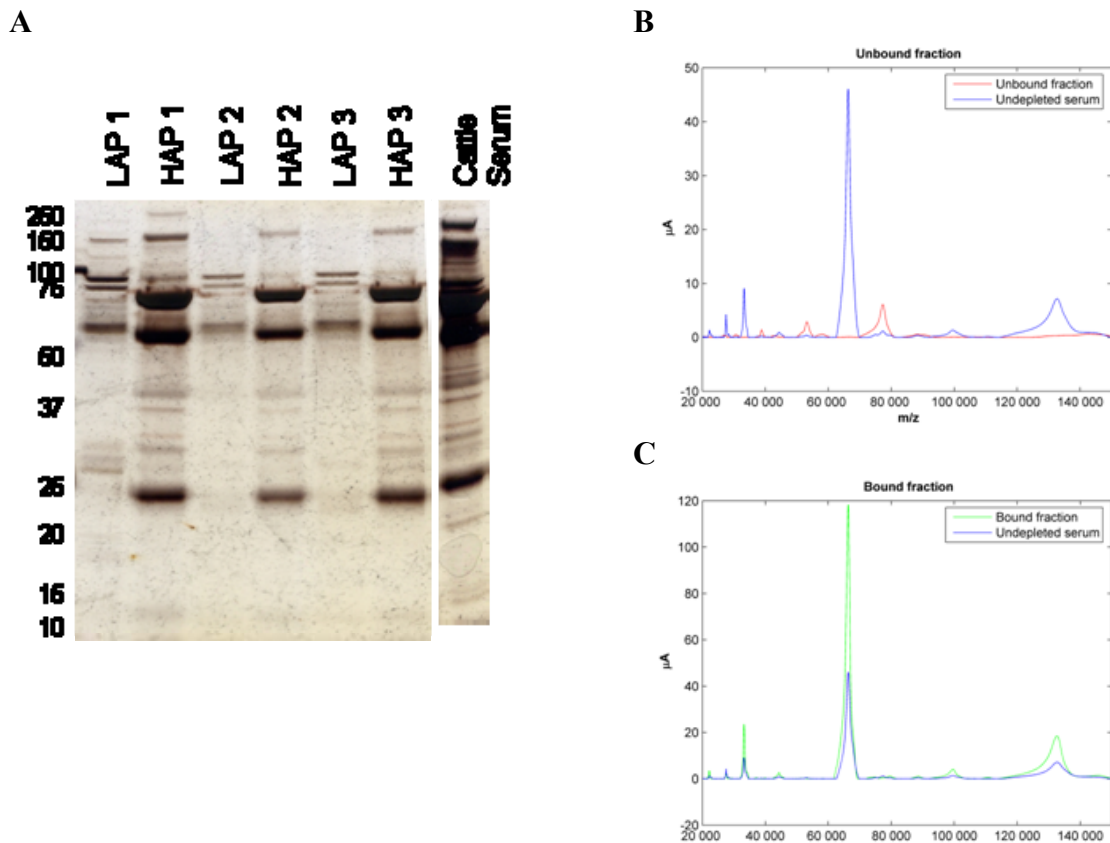 A
LAP 1
HAP 1
LAP 2
HAP 2
LAP 3
HAP 3
Cattle
Serum
250
150
100
75
50
37
25
20
15
10
B
Unbound fraction
Unbound fraction
Undepleted serum
50
40
30
20
10
0
-10
µA
20 000 40 000 60 000 80 000 100 000 120 000 140 000
m/z
C
Bound fraction
Bound fraction
Undepleted serum
120
100
80
60
40
20
0
-20
µA
20 000 40 000 60 000 80 000 100 000 120 000 140 000